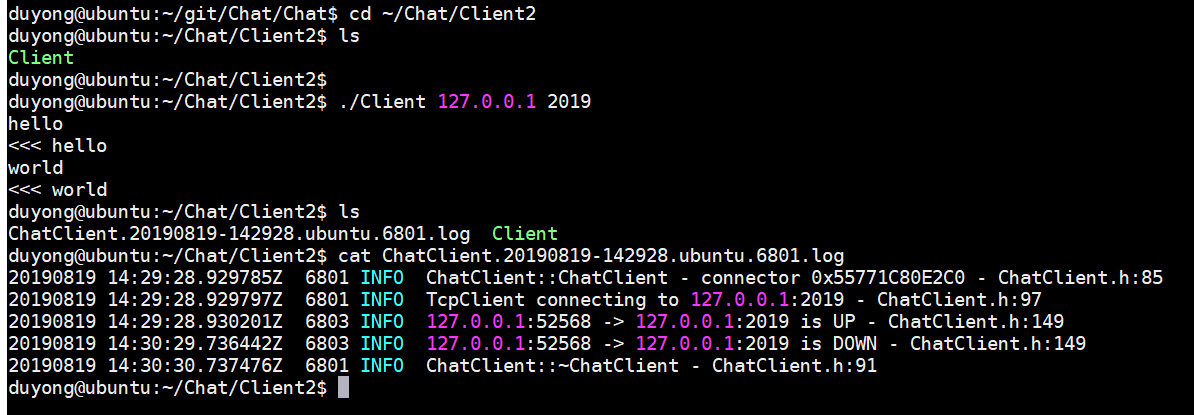 duyong@ubuntu:~/git/Chat/Chat$ cd ~/Chat/Client2
duyong@ubuntu:~/Chat/Client2$ ls
Client
duyong@ubuntu:~/Chat/Client2$
duyong@ubuntu:~/Chat/Client2$ ./Client 127.0.0.1 2019
hello
<<< hello
world
<<< world
duyong@ubuntu:~/Chat/Client2$ ls
ChatClient.20190819-142928.ubuntu.6801.log  Client
duyong@ubuntu:~/Chat/Client2$ cat ChatClient.20190819-142928.ubuntu.6801.log
20190819 14:29:28.929785Z  6801 INFO  ChatClient::ChatClient - connector 0x55771C80E2C0 - ChatClient.h:85
20190819 14:29:28.929797Z  6801 INFO  TcpClient connecting to 127.0.0.1:2019 - ChatClient.h:97
20190819 14:29:28.930201Z  6803 INFO  127.0.0.1:52568 -> 127.0.0.1:2019 is UP - ChatClient.h:149
20190819 14:30:29.736442Z  6803 INFO  127.0.0.1:52568 -> 127.0.0.1:2019 is DOWN - ChatClient.h:149
20190819 14:30:30.737476Z  6801 INFO  ChatClient::~ChatClient - ChatClient.h:91
duyong@ubuntu:~/Chat/Client2$